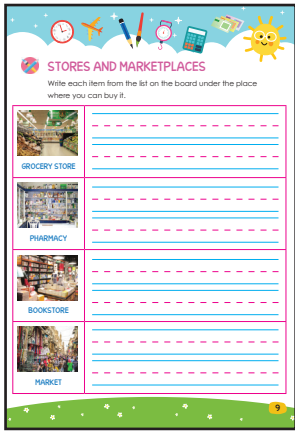 STORES AND MARKETPLACES
Write each item from the list on the board under the place
where you can buy it.
GROCERY STORE
PHARMACY
BOOKSTORE
MARKET
9